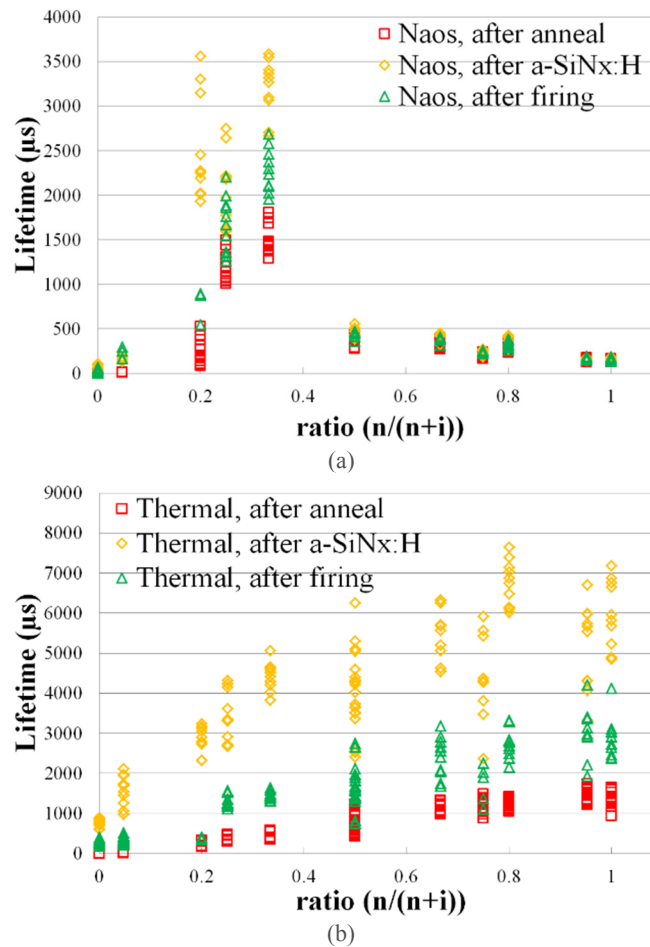 4000
3500
3000
2500
2000
1500
1000
500
0
Lifetime (µs)
Naos, after anneal
Naos, after a-SiNx:H
Naos, after firing
0 0.2 0.4 0.6 0.8 1
ratio (n/(n+i))
(a)
9000
8000
7000
6000
5000
4000
3000
2000
1000
0
Lifetime (µs)
Thermal, after anneal
Thermal, after a-SiNx:H
Thermal, after firing
0 0.2 0.4 0.6 0.8 1
ratio (n/(n+i))
(b)